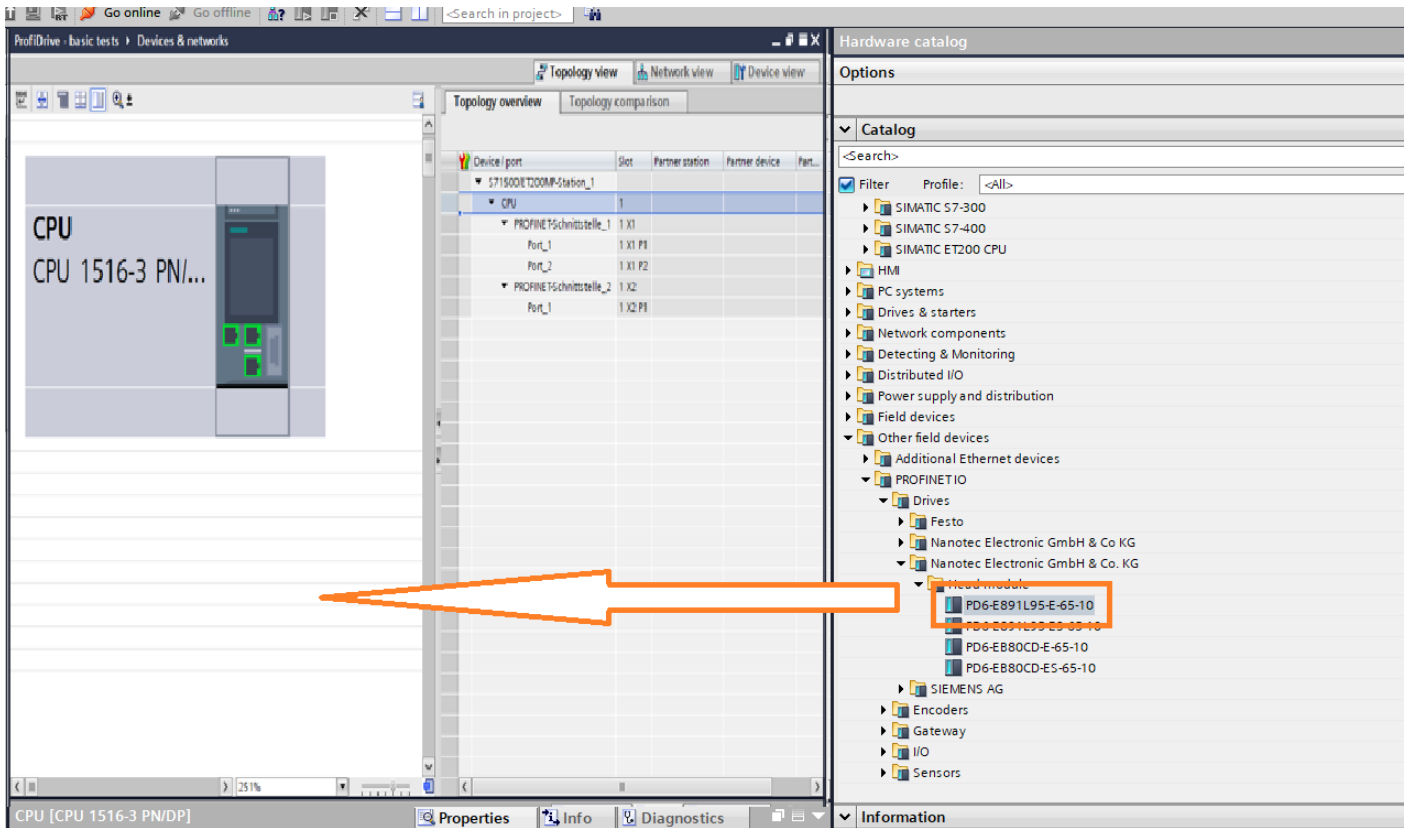 Go online Go offline <Search in project>
ProfiDrive - basic tests Devices & networks
Topology view Network view Device view
Topology overview Topology comparison
Device / port Slot Partner station Partner device Part...
S71500/ET200MP-Station_1
CPU 1
PROFINET-Schnittstelle_1 1 X1
Port_1 1 X1 P1
Port_2 1 X1 P2
PROFINET-Schnittstelle_2 1 X2
Port_1 1 X2 P1
CPU
CPU 1516-3 PN/...
251%
CPU [CPU 1516-3 PN/DP]
Properties Info Diagnostics
Hardware catalog
Options
Catalog
<Search>
Filter Profile: <All>
SIMATIC S7-300
SIMATIC S7-400
SIMATIC ET200 CPU
HMI
PC systems
Drives & starters
Network components
Detecting & Monitoring
Distributed I/O
Power supply and distribution
Field devices
Other field devices
Additional Ethernet devices
PROFINET IO
Drives
Festo
Nanotec Electronic GmbH & Co KG
Nanotec Electronic GmbH & Co. KG
Head module
PD6-E891L95-E-65-10
PD6-E891L95-ES-65-10
PD6-EB80CD-E-65-10
PD6-EB80CD-ES-65-10
SIEMENS AG
Encoders
Gateway
I/O
Sensors
Information